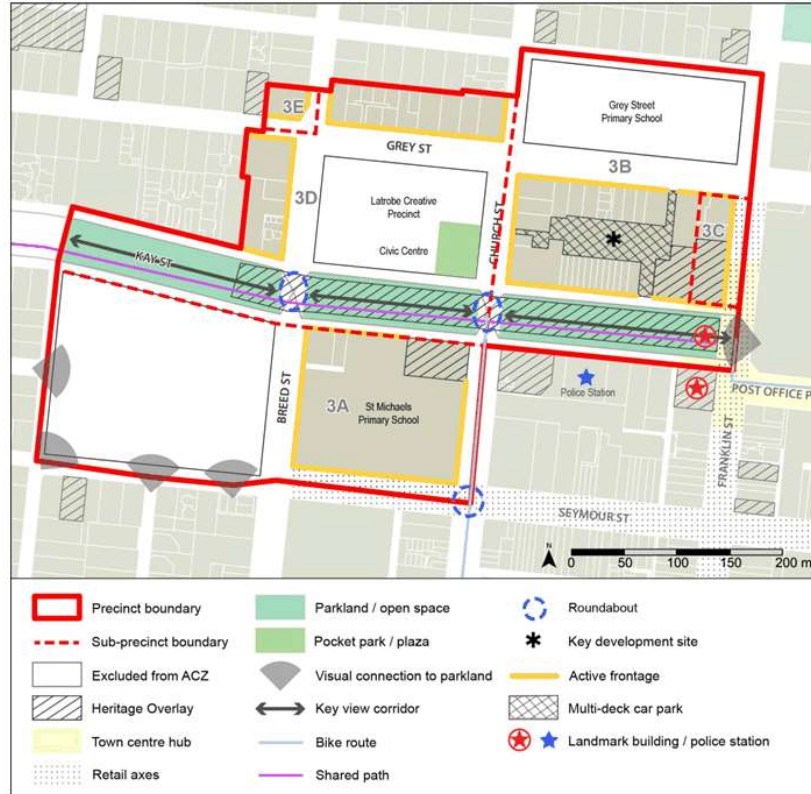 Grey Street
Primary School
3E
GREY ST
3B
3D
Latrobe Creative
Precinct
CHURCH ST
3C
Civic Centre
KAY ST
BREED ST
3A
St Michaels
Primary School
Police Station
POST OFFICE P
FRANKLIN ST
SEYMOUR ST
N
0 50 100 150 200 m
Precinct boundary
Parkland / open space
Roundabout
Sub-precinct boundary
Pocket park / plaza
Key development site
Excluded from ACZ
Visual connection to parkland
Active frontage
Heritage Overlay
Key view corridor
Multi-deck car park
Town centre hub
Bike route
Landmark building / police station
Retail axes
Shared path